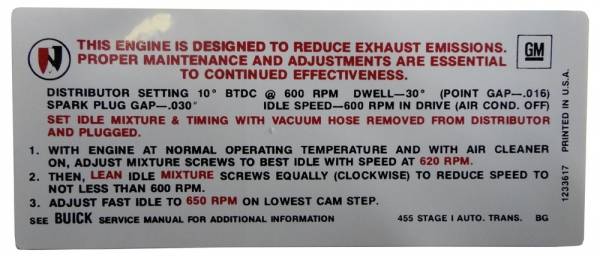 THIS ENGINE IS DESIGNED TO REDUCE EXHAUST EMISSIONS.
PROPER MAINTENANCE AND ADJUSTMENTS ARE ESSENTIAL
TO CONTINUED EFFECTIVENESS.
GM
DISTRIBUTOR SETTING 10° BTDC @ 600 RPM DWELL—30° (POINT GAP—.016)
SPARK PLUG GAP—.030" IDLE SPEED—600 RPM IN DRIVE (AIR COND. OFF)
SET IDLE MIXTURE & TIMING WITH VACUUM HOSE REMOVED FROM DISTRIBUTOR
AND PLUGGED.
1. WITH ENGINE AT NORMAL OPERATING TEMPERATURE AND WITH AIR CLEANER
ON, ADJUST MIXTURE SCREWS TO BEST IDLE WITH SPEED AT 620 RPM.
2. THEN, LEAN IDLE MIXTURE SCREWS EQUALLY (CLOCKWISE) TO REDUCE SPEED TO
NOT LESS THAN 600 RPM.
3. ADJUST FAST IDLE TO 650 RPM ON LOWEST CAM STEP.
SEE BUICK SERVICE MANUAL FOR ADDITIONAL INFORMATION 455 STAGE I AUTO. TRANS. BG
1233617 PRINTED IN U.S.A.